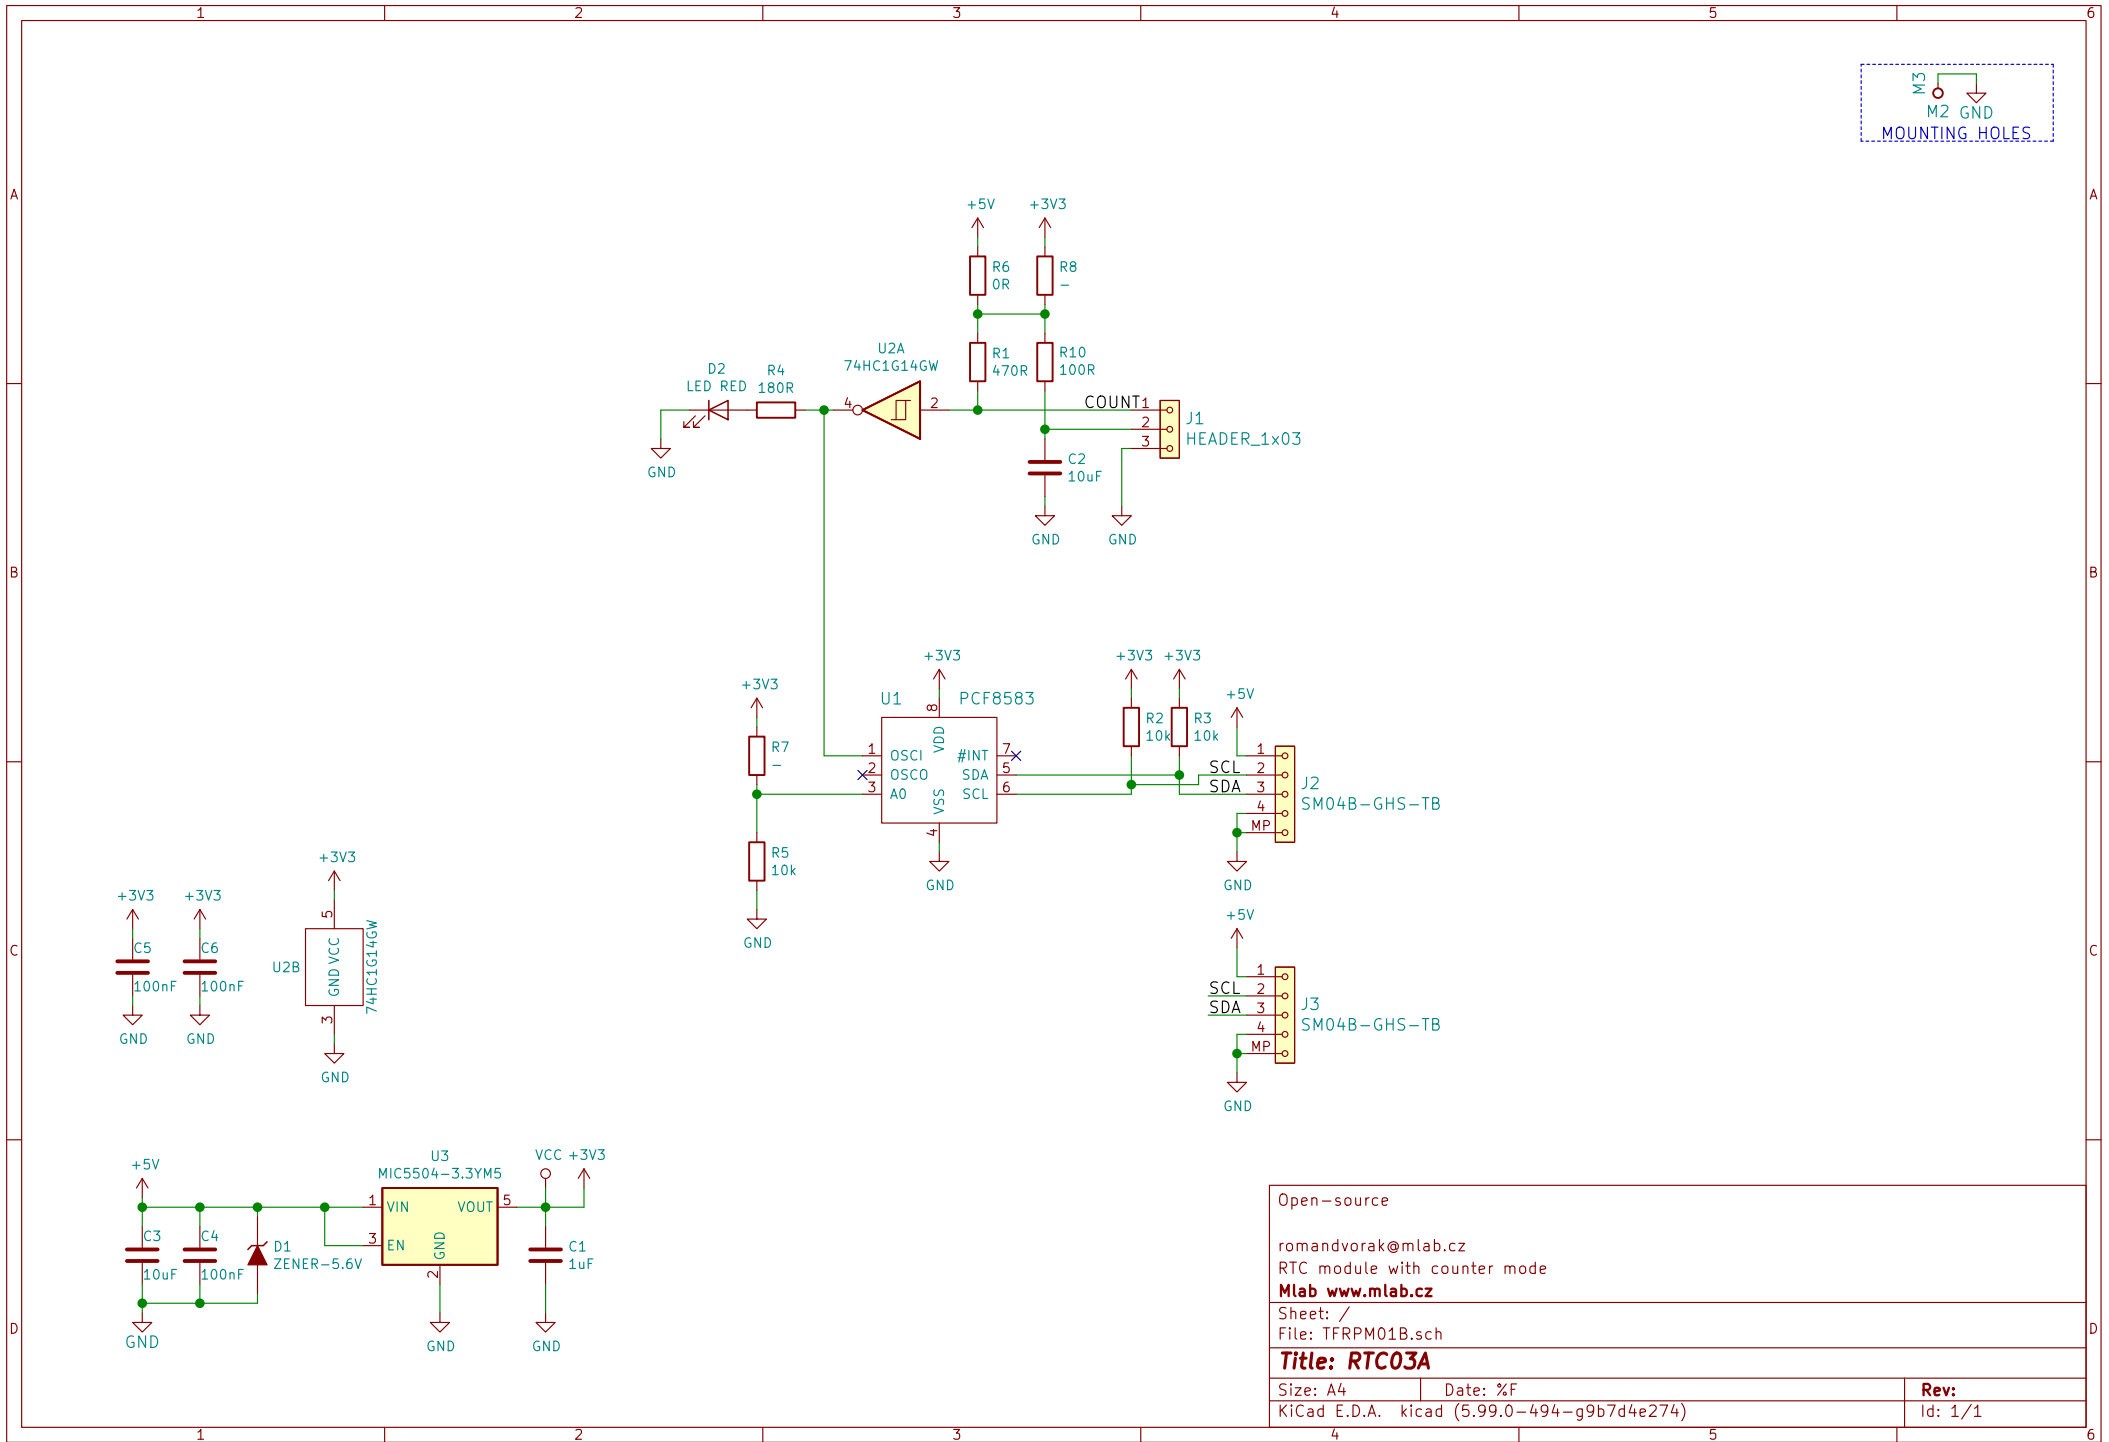 1 2 3 4 5 6
M3
M2 GND
MOUNTING HOLES
A A
+5V +3V3
R6
0R
R8
-
U2A
74HC1G14GW
R1
470R
R10
100R
D2
LED RED
R4
180R
4 2
COUNT 1
2
3
J1
HEADER_1x03
C2
10uF
GND
GND
GND
B B
+3V3
+3V3 +3V3
+3V3
+5V
U1 PCF8583
8
R2
10k
R3
10k
R7
-
1 OSCI VDD #INT 7
2 OSCO SDA 5
3 A0 VSS SCL 6
4
SCL
SDA
1
2
3
4
MP
J2
SM04B-GHS-TB
R5
10k
GND
GND
GND
+5V
+3V3
+3V3 +3V3
C C
C5
100nF
C6
100nF
GND
GND
5
U2B
GND VCC
74HC1G14GW
3
GND
SCL
SDA
1
2
3
4
MP
J3
SM04B-GHS-TB
GND
+5V
U3
MIC5504-3.3YM5
VCC +3V3
1 VIN VOUT 5
3 EN
GND
2
C3
10uF
C4
100nF
D1
ZENER-5.6V
C1
1uF
GND
GND
GND
D D
Open-source
romandvorak@mlab.cz
RTC module with counter mode
Mlab www.mlab.cz
Sheet: /
File: TFRPM01B.sch
Title: RTC03A
Size: A4 Date: %F Rev:
KiCad E.D.A. kicad (5.99.0-494-g9b7d4e274) Id: 1/1
1 2 3 4 5 6